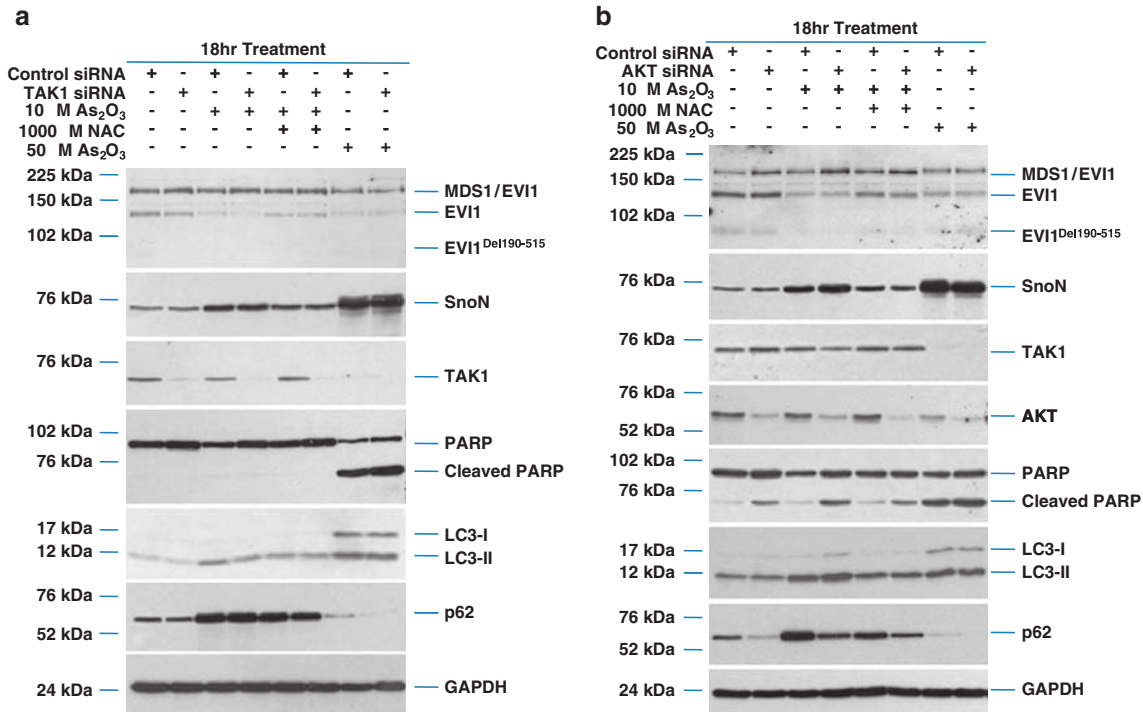 a
18hr Treatment
Control siRNA + - + - + - + -
TAK1 siRNA - + - + - + - +
10 M As2O3 - - + + + + - -
1000 M NAC - - - - + + - -
50 M As2O3 - - - - - - + +
225 kDa
150 kDa
102 kDa
MDS1/EVI1
EVI1
EVI1Del190-515
76 kDa
SnoN
76 kDa
TAK1
102 kDa
76 kDa
PARP
Cleaved PARP
17 kDa
12 kDa
LC3-I
LC3-II
76 kDa
52 kDa
p62
24 kDa
GAPDH
b
18hr Treatment
Control siRNA + - + - + - + -
AKT siRNA - + - + - + - +
10 M As2O3 - - + + + + - -
1000 M NAC - - - - + + - -
50 M As2O3 - - - - - - + +
225 kDa
150 kDa
102 kDa
MDS1/EVI1
EVI1
EVI1Del190-515
76 kDa
SnoN
76 kDa
TAK1
76 kDa
52 kDa
AKT
102 kDa
76 kDa
PARP
Cleaved PARP
17 kDa
12 kDa
LC3-I
LC3-II
76 kDa
52 kDa
p62
24 kDa
GAPDH